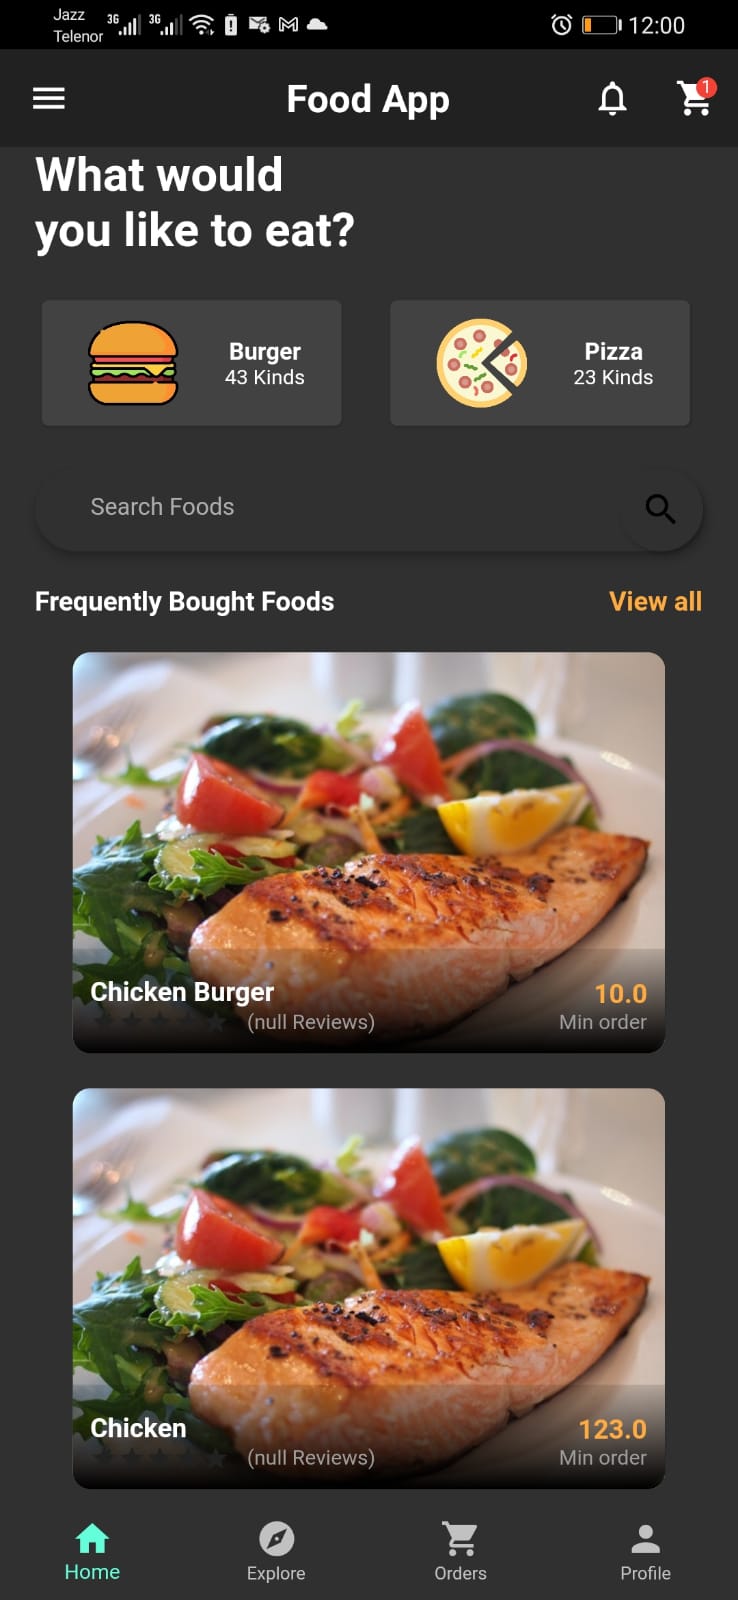 Jazz
Telenor
3G
3G
12:00
Food App
1
What would
you like to eat?
Burger
43 Kinds
Pizza
23 Kinds
Search Foods
Frequently Bought Foods
View all
Chicken Burger
10.0
(null Reviews)
Min order
Chicken
123.0
(null Reviews)
Min order
Home
Explore
Orders
Profile